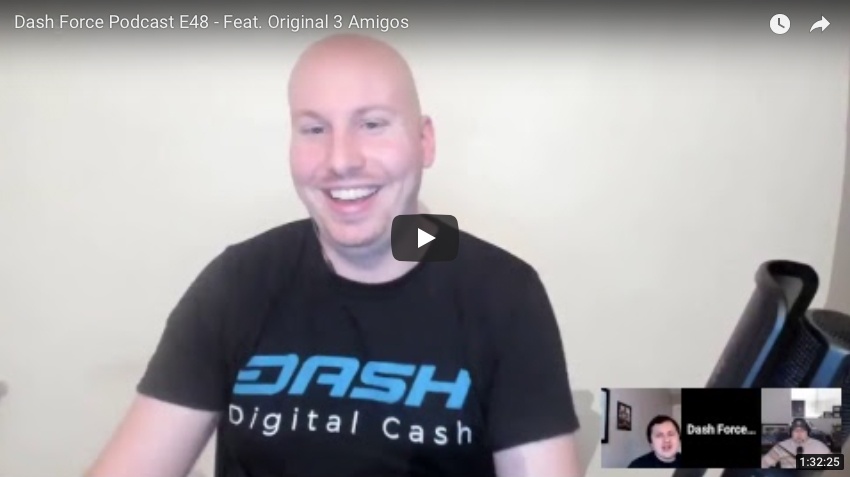 Dash Force Podcast E48 - Feat. Original 3 Amigos
DASH
Digital Cash
Dash Force...
1:32:25